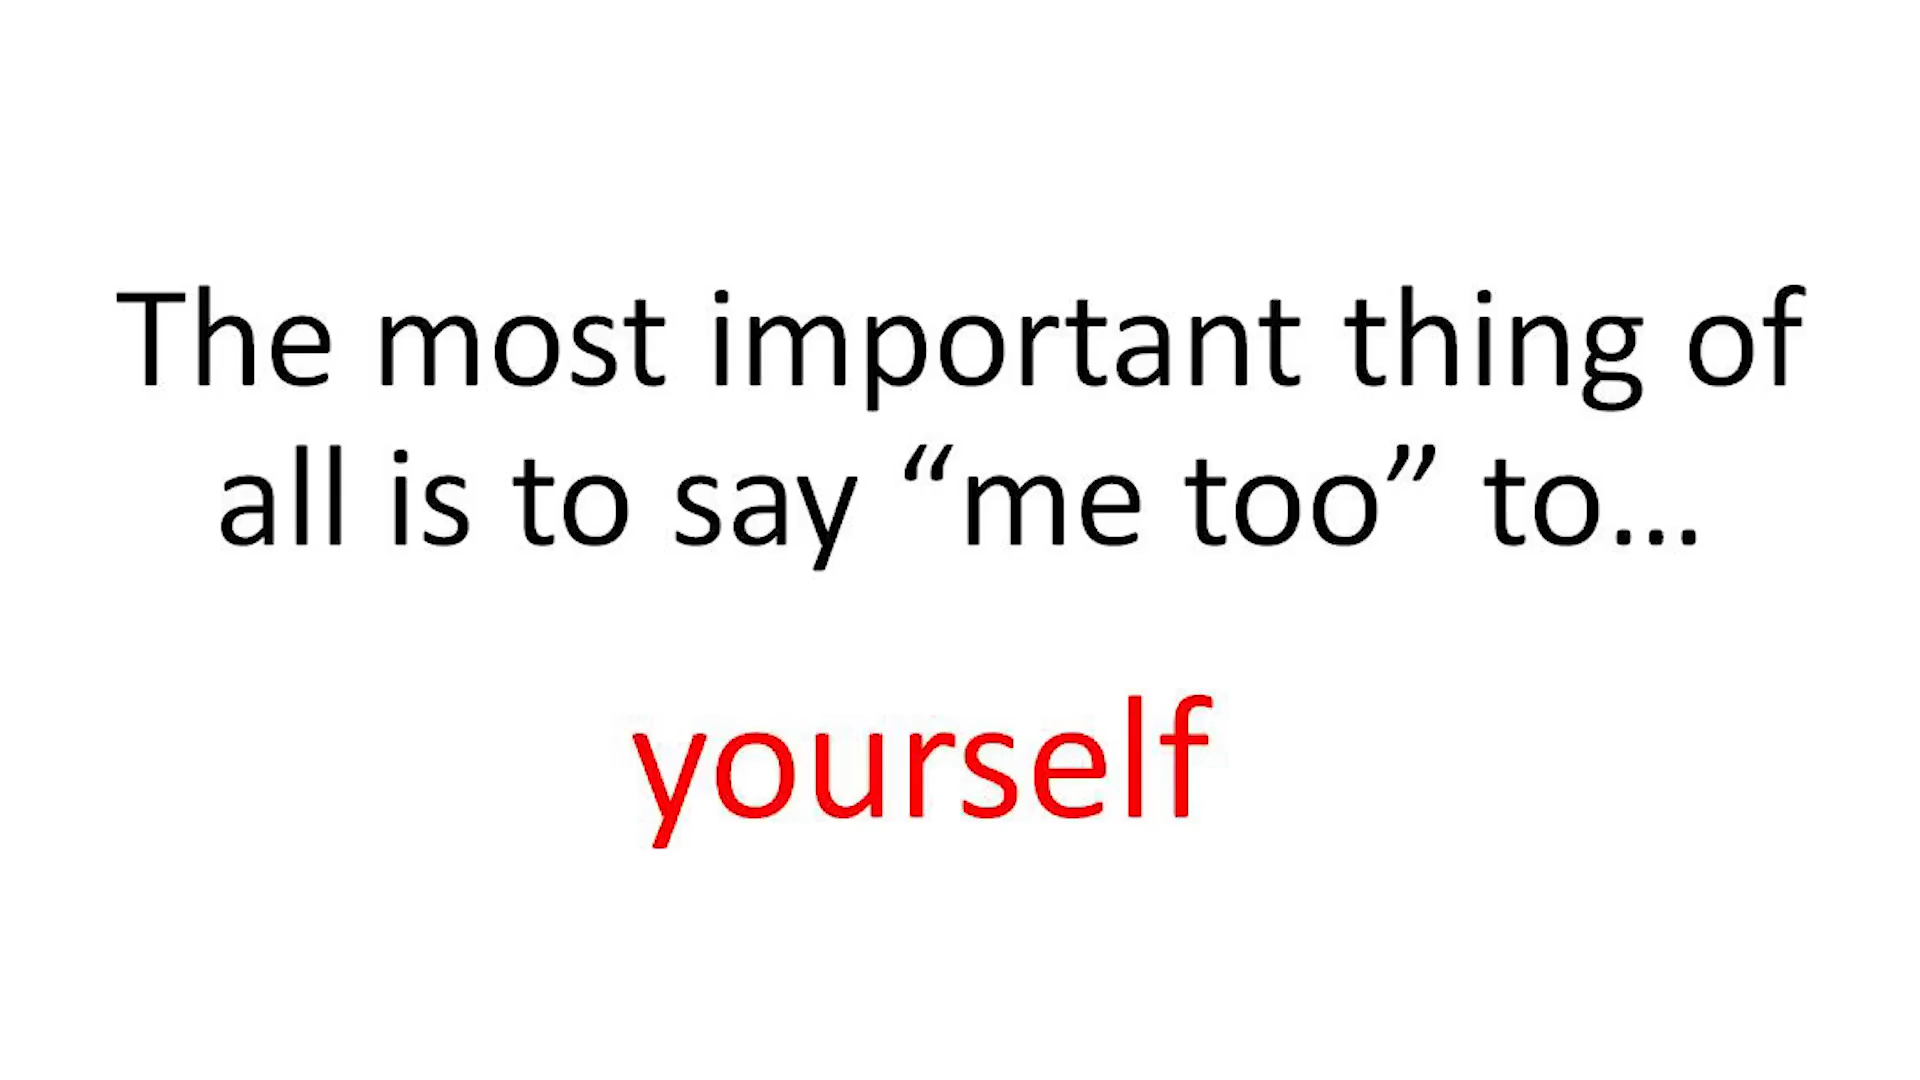 The most important thing of
all is to say “me too” to...
yourself